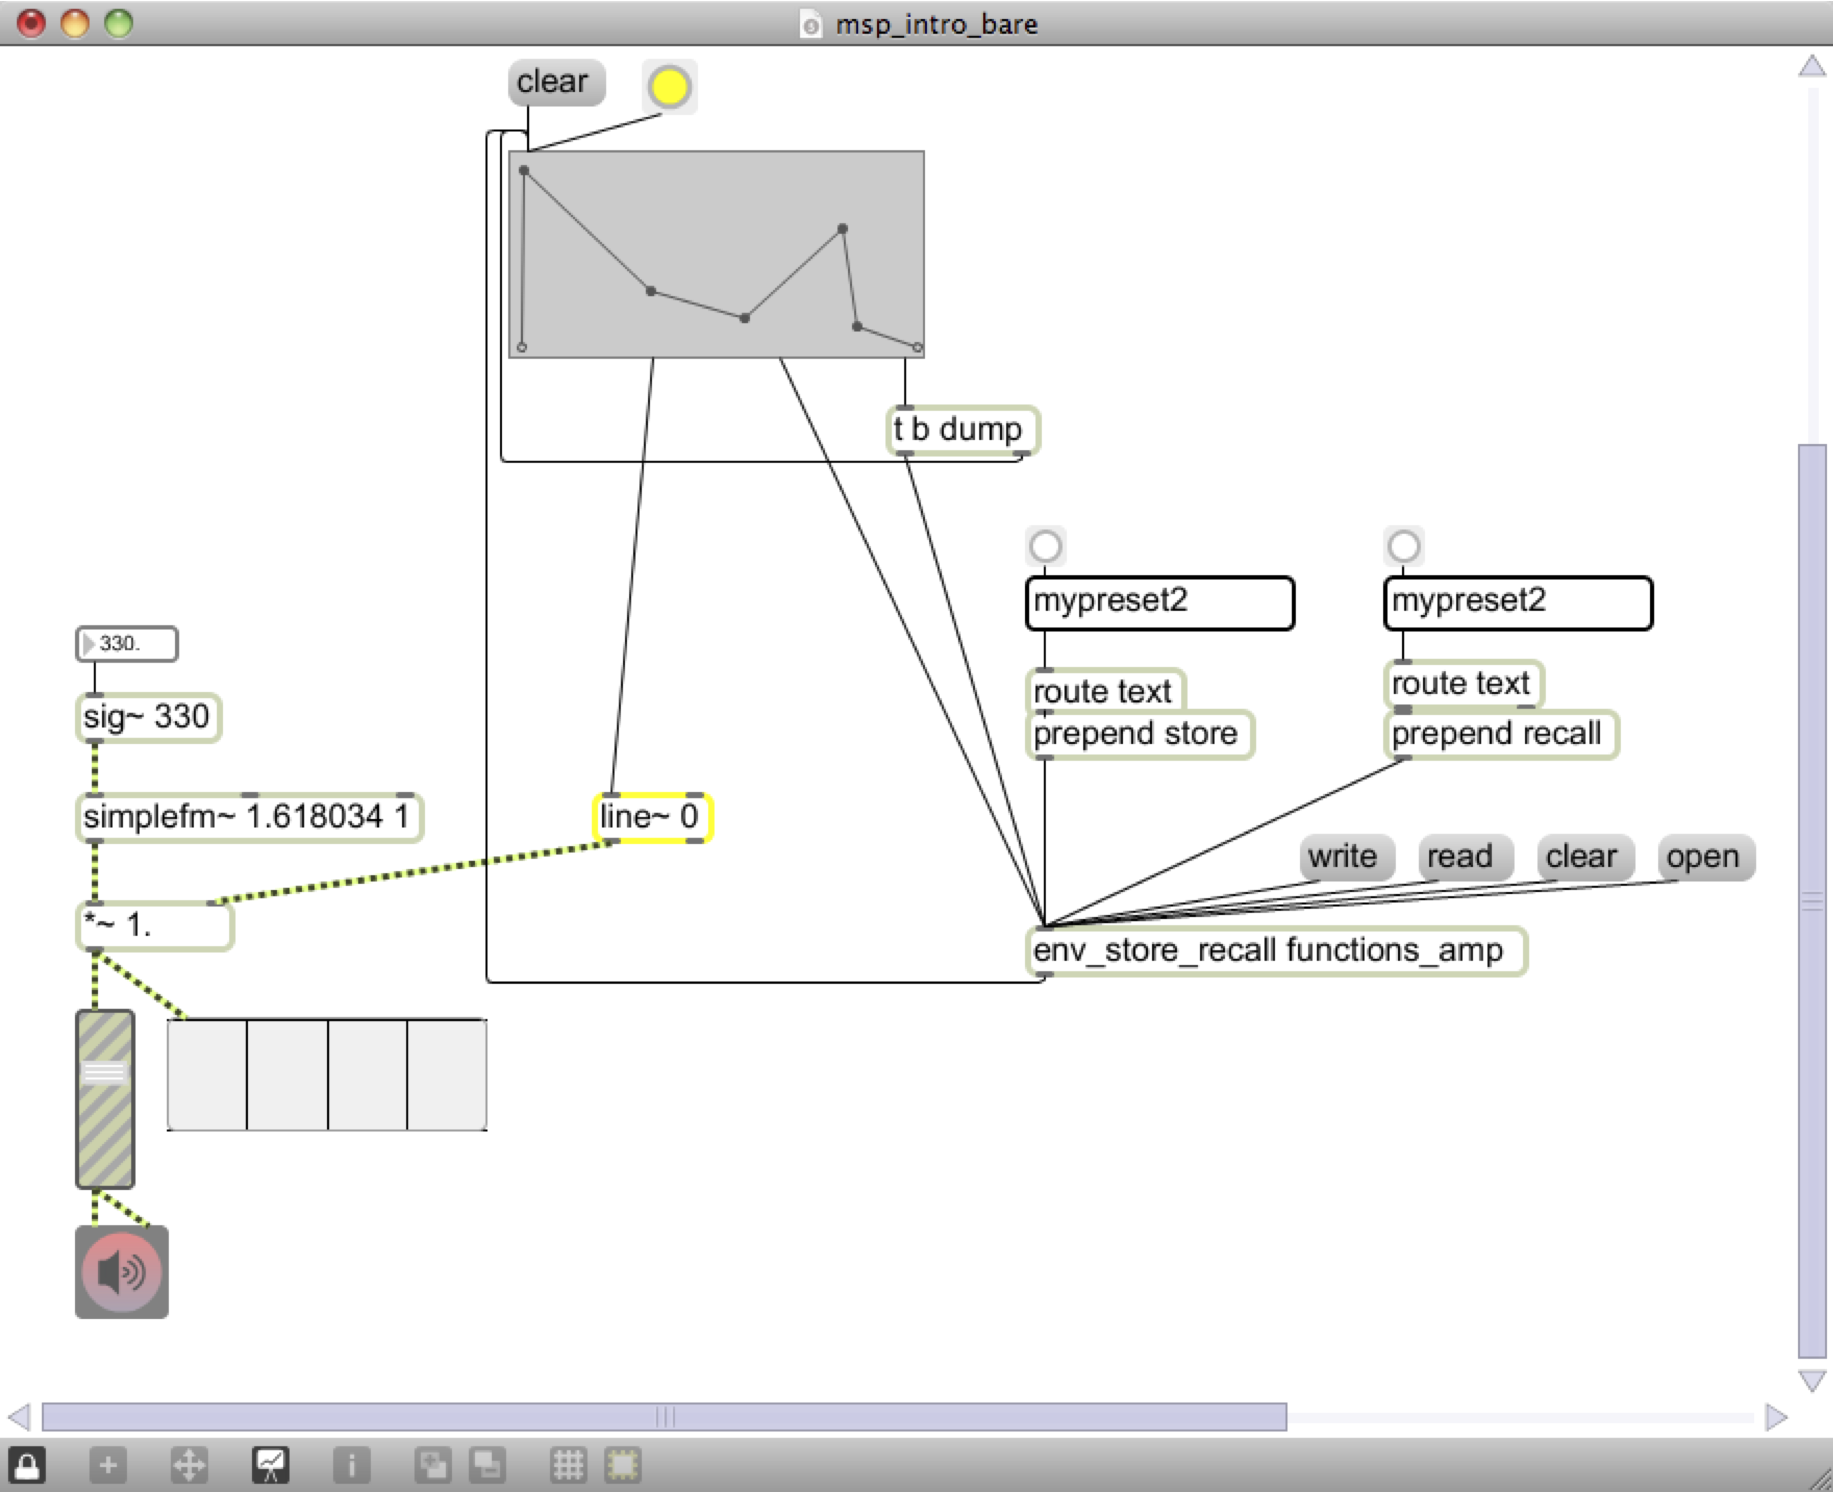 msp_intro_bare
clear
t b dump
mypreset2
mypreset2
330.
route text
route text
sig~ 330
prepend store
prepend recall
simplefm~ 1.618034 1
line~ 0
write
read
clear
open
*~ 1.
env_store_recall functions_amp